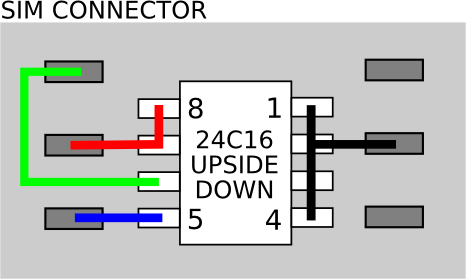 SIM CONNECTOR
8 1
24C16
UPSIDE
DOWN
5 4